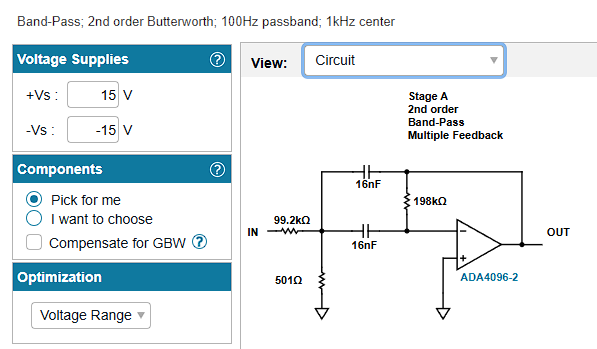 Band-Pass; 2nd order Butterworth; 100Hz passband; 1kHz center
Voltage Supplies ?
+Vs : 15 V
-Vs : -15 V
Components ?
Pick for me
I want to choose
Compensate for GBW ?
Optimization
Voltage Range
View: Circuit
Stage A
2nd order
Band-Pass
Multiple Feedback
16nF
198kΩ
99.2kΩ
IN
16nF
OUT
501Ω
ADA4096-2